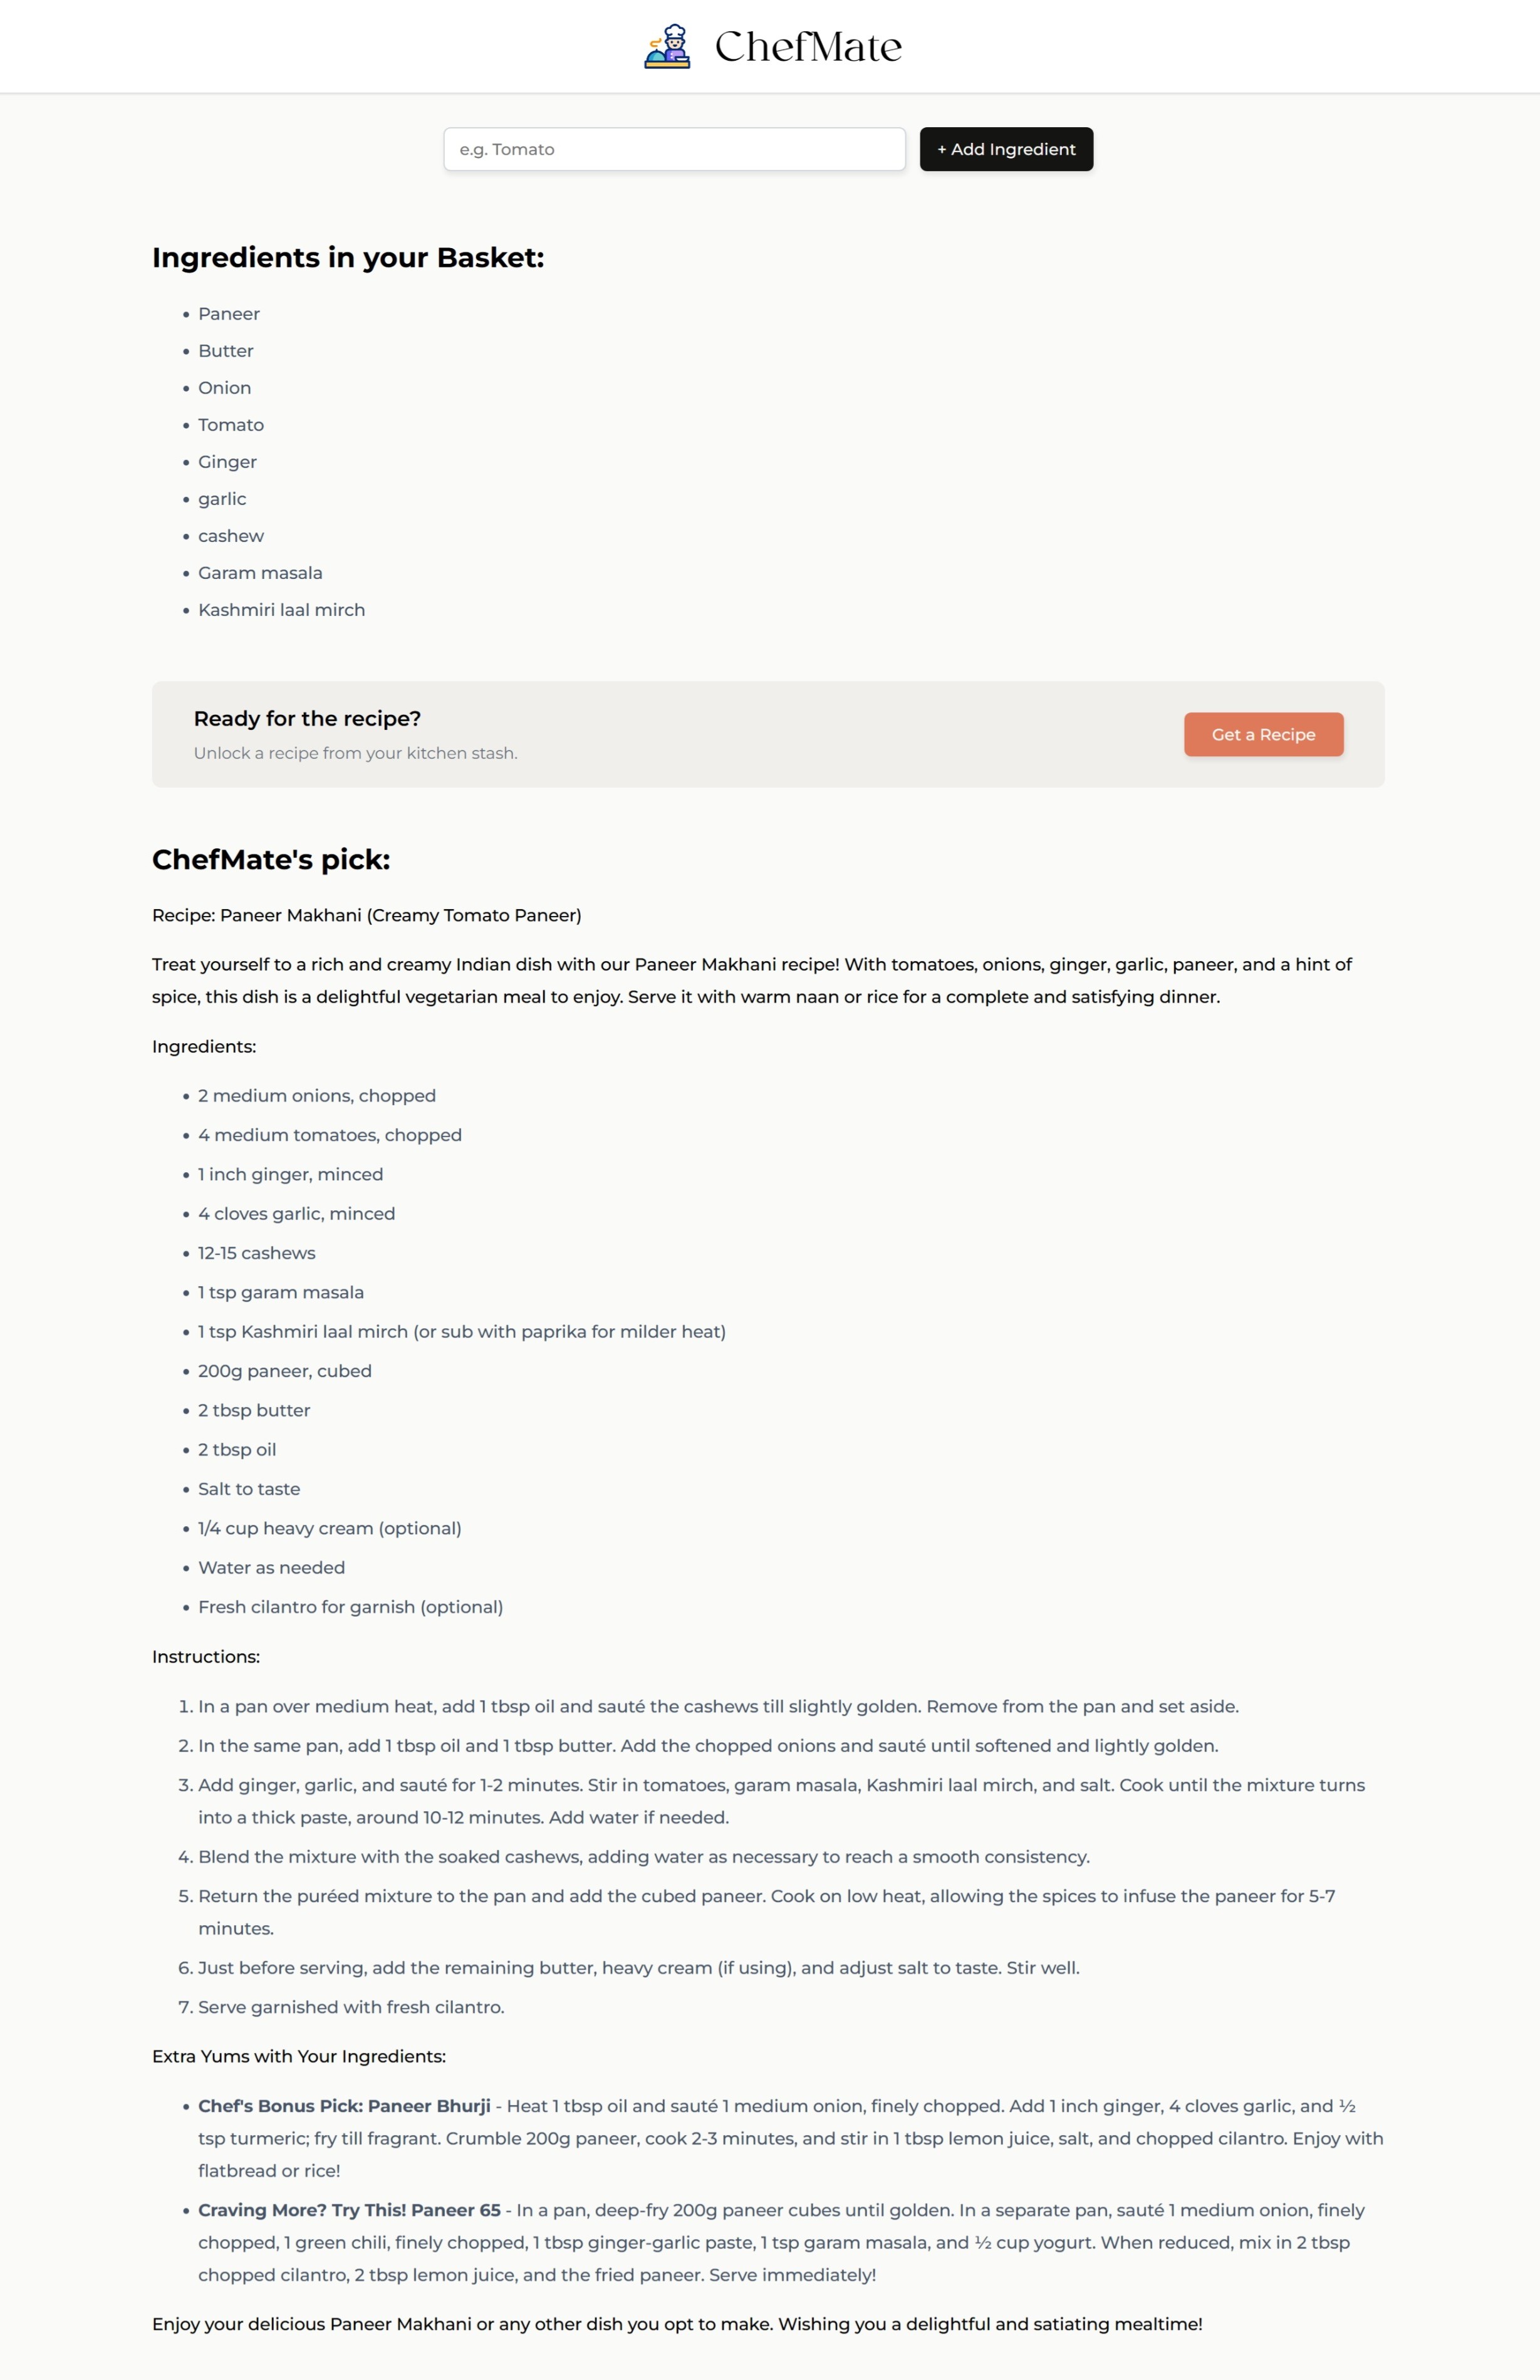 ChefMate
e.g. Tomato
+ Add Ingredient
Ingredients in your Basket:
• Paneer
• Butter
• Onion
• Tomato
• Ginger
• garlic
• cashew
• Garam masala
• Kashmiri laal mirch
Ready for the recipe?
Unlock a recipe from your kitchen stash.
Get a Recipe
ChefMate's pick:
Recipe: Paneer Makhani (Creamy Tomato Paneer)
Treat yourself to a rich and creamy Indian dish with our Paneer Makhani recipe! With tomatoes, onions, ginger, garlic, paneer, and a hint of
spice, this dish is a delightful vegetarian meal to enjoy. Serve it with warm naan or rice for a complete and satisfying dinner.
Ingredients:
• 2 medium onions, chopped
• 4 medium tomatoes, chopped
• 1 inch ginger, minced
• 4 cloves garlic, minced
• 12-15 cashews
• 1 tsp garam masala
• 1 tsp Kashmiri laal mirch (or sub with paprika for milder heat)
• 200g paneer, cubed
• 2 tbsp butter
• 2 tbsp oil
• Salt to taste
• 1/4 cup heavy cream (optional)
• Water as needed
• Fresh cilantro for garnish (optional)
Instructions:
1. In a pan over medium heat, add 1 tbsp oil and sauté the cashews till slightly golden. Remove from the pan and set aside.
2. In the same pan, add 1 tbsp oil and 1 tbsp butter. Add the chopped onions and sauté until softened and lightly golden.
3. Add ginger, garlic, and sauté for 1-2 minutes. Stir in tomatoes, garam masala, Kashmiri laal mirch, and salt. Cook until the mixture turns
into a thick paste, around 10-12 minutes. Add water if needed.
4. Blend the mixture with the soaked cashews, adding water as necessary to reach a smooth consistency.
5. Return the puréed mixture to the pan and add the cubed paneer. Cook on low heat, allowing the spices to infuse the paneer for 5-7
minutes.
6. Just before serving, add the remaining butter, heavy cream (if using), and adjust salt to taste. Stir well.
7. Serve garnished with fresh cilantro.
Extra Yums with Your Ingredients:
• Chef's Bonus Pick: Paneer Bhurji - Heat 1 tbsp oil and sauté 1 medium onion, finely chopped. Add 1 inch ginger, 4 cloves garlic, and ½
tsp turmeric; fry till fragrant. Crumble 200g paneer, cook 2-3 minutes, and stir in 1 tbsp lemon juice, salt, and chopped cilantro. Enjoy with
flatbread or rice!
• Craving More? Try This! Paneer 65 - In a pan, deep-fry 200g paneer cubes until golden. In a separate pan, sauté 1 medium onion, finely
chopped, 1 green chili, finely chopped, 1 tbsp ginger-garlic paste, 1 tsp garam masala, and ½ cup yogurt. When reduced, mix in 2 tbsp
chopped cilantro, 2 tbsp lemon juice, and the fried paneer. Serve immediately!
Enjoy your delicious Paneer Makhani or any other dish you opt to make. Wishing you a delightful and satiating mealtime!